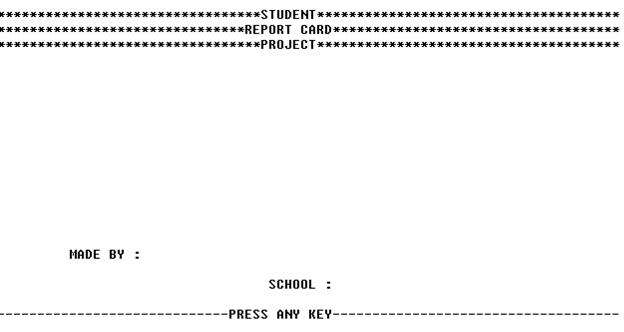 *********************************STUDENT**************************************
*******************************REPORT CARD************************************
*********************************PROJECT**************************************
MADE BY :
SCHOOL :
-----------------------------PRESS ANY KEY------------------------------------